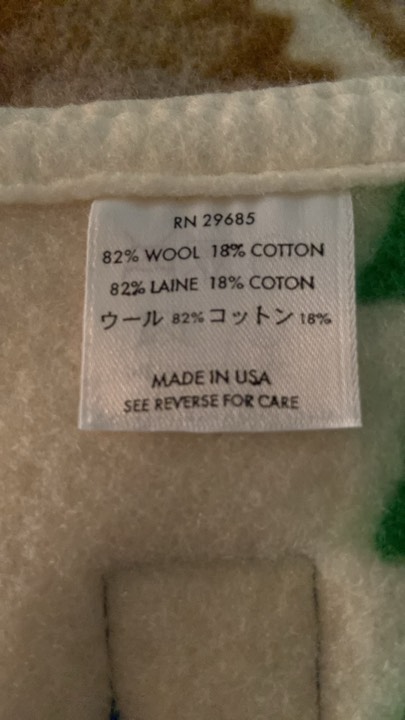 RN 29685
82% WOOL 18% COTTON
82% LAINE 18% COTON
ウール 82% コットン 18%
MADE IN USA
SEE REVERSE FOR CARE